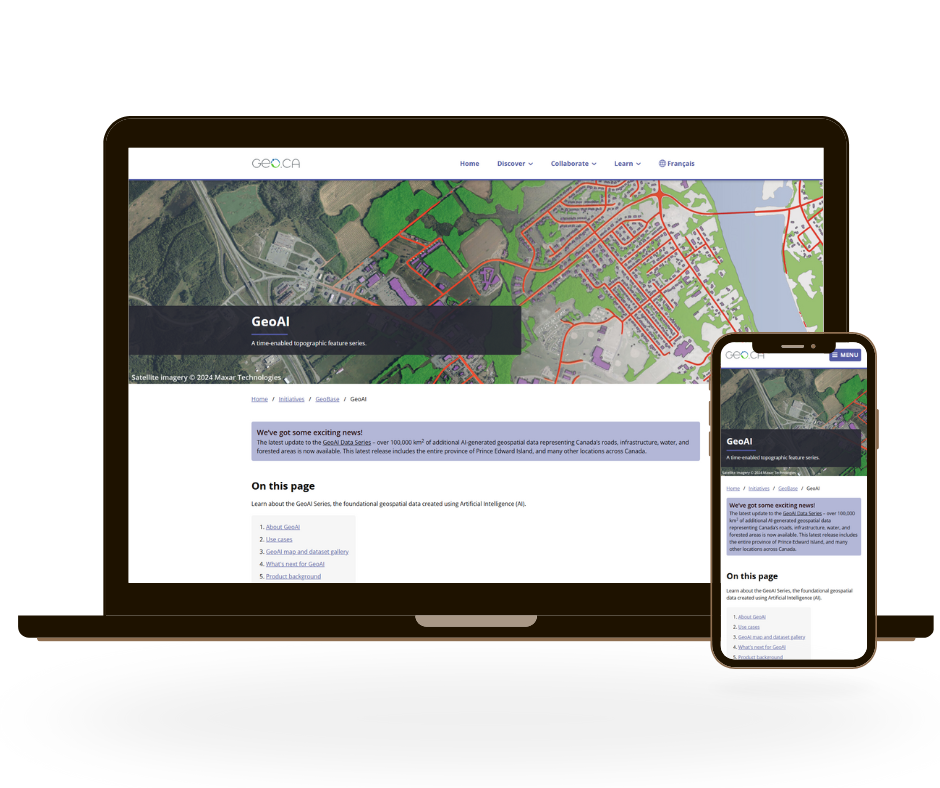 GEO.CA
Home Discover Collaborate Learn Français
GeoAI
A time-enabled topographic feature series.
Satellite imagery © 2024 Maxar Technologies
Home / Initiatives / GeoBase / GeoAI
We've got some exciting news!
The latest update to the GeoAI Data Series – over 100,000 km² of additional AI-generated geospatial data representing Canada's roads, infrastructure, water, and
forested areas is now available. This latest release includes the entire province of Prince Edward Island, and many other locations across Canada.
On this page
Learn about the GeoAI Series, the foundational geospatial data created using Artificial Intelligence (AI).
1. About GeoAI
2. Use cases
3. GeoAI map and dataset gallery
4. What's next for GeoAI
5. Product background
GEO.CA
MENU
GeoAI
A time-enabled topographic feature series.
Satellite imagery © 2024 Maxar Technologies
Home / Initiatives / GeoBase / GeoAI
We've got some exciting news!
The latest update to the GeoAI Data Series – over 100,000
km² of additional AI-generated geospatial data
representing Canada's roads, infrastructure, water, and
forested areas is now available. This latest release includes
the entire province of Prince Edward Island, and many
other locations across Canada.
On this page
Learn about the GeoAI Series, the foundational geospatial
data created using Artificial Intelligence (AI).
1. About GeoAI
2. Use cases
3. GeoAI map and dataset gallery
4. What's next for GeoAI
5. Product background